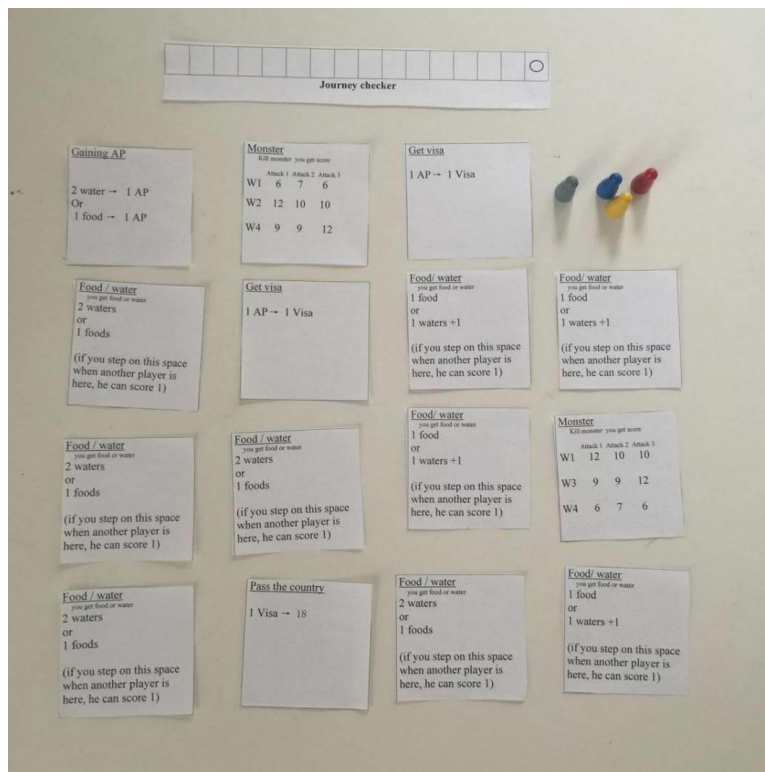 Journey checker
Gaining AP
2 water → 1 AP
Or
1 food → 1 AP
Monster
Kill monster you get score
Attack 1 Attack 2 Attack 3
W1 6 7 6
W2 12 10 10
W4 9 9 12
Get visa
1 AP → 1 Visa
Food / water
you get food or water
2 waters
or
1 foods
(if you step on this space
when another player is
here, he can score 1)
Get visa
1 AP → 1 Visa
Food/ water
you get food or water
1 food
or
1 waters +1
(if you step on this space
when another player is
here, he can score 1)
Food/ water
you get food or water
1 food
or
1 waters +1
(if you step on this space
when another player is
here, he can score 1)
Food / water
you get food or water
2 waters
or
1 foods
(if you step on this space
when another player is
here, he can score 1)
Food / water
you get food or water
2 waters
or
1 foods
(if you step on this space
when another player is
here, he can score 1)
Food/ water
you get food or water
1 food
or
1 waters +1
(if you step on this space
when another player is
here, he can score 1)
Monster
Kill monster you get score
Attack 1 Attack 2 Attack 3
W1 12 10 10
W3 9 9 12
W4 6 7 6
Food / water
you get food or water
2 waters
or
1 foods
(if you step on this space
when another player is
here, he can score 1)
Pass the country
1 Visa → 18
Food / water
you get food or water
2 waters
or
1 foods
(if you step on this space
when another player is
here, he can score 1)
Food/ water
you get food or water
1 food
or
1 waters +1
(if you step on this space
when another player is
here, he can score 1)